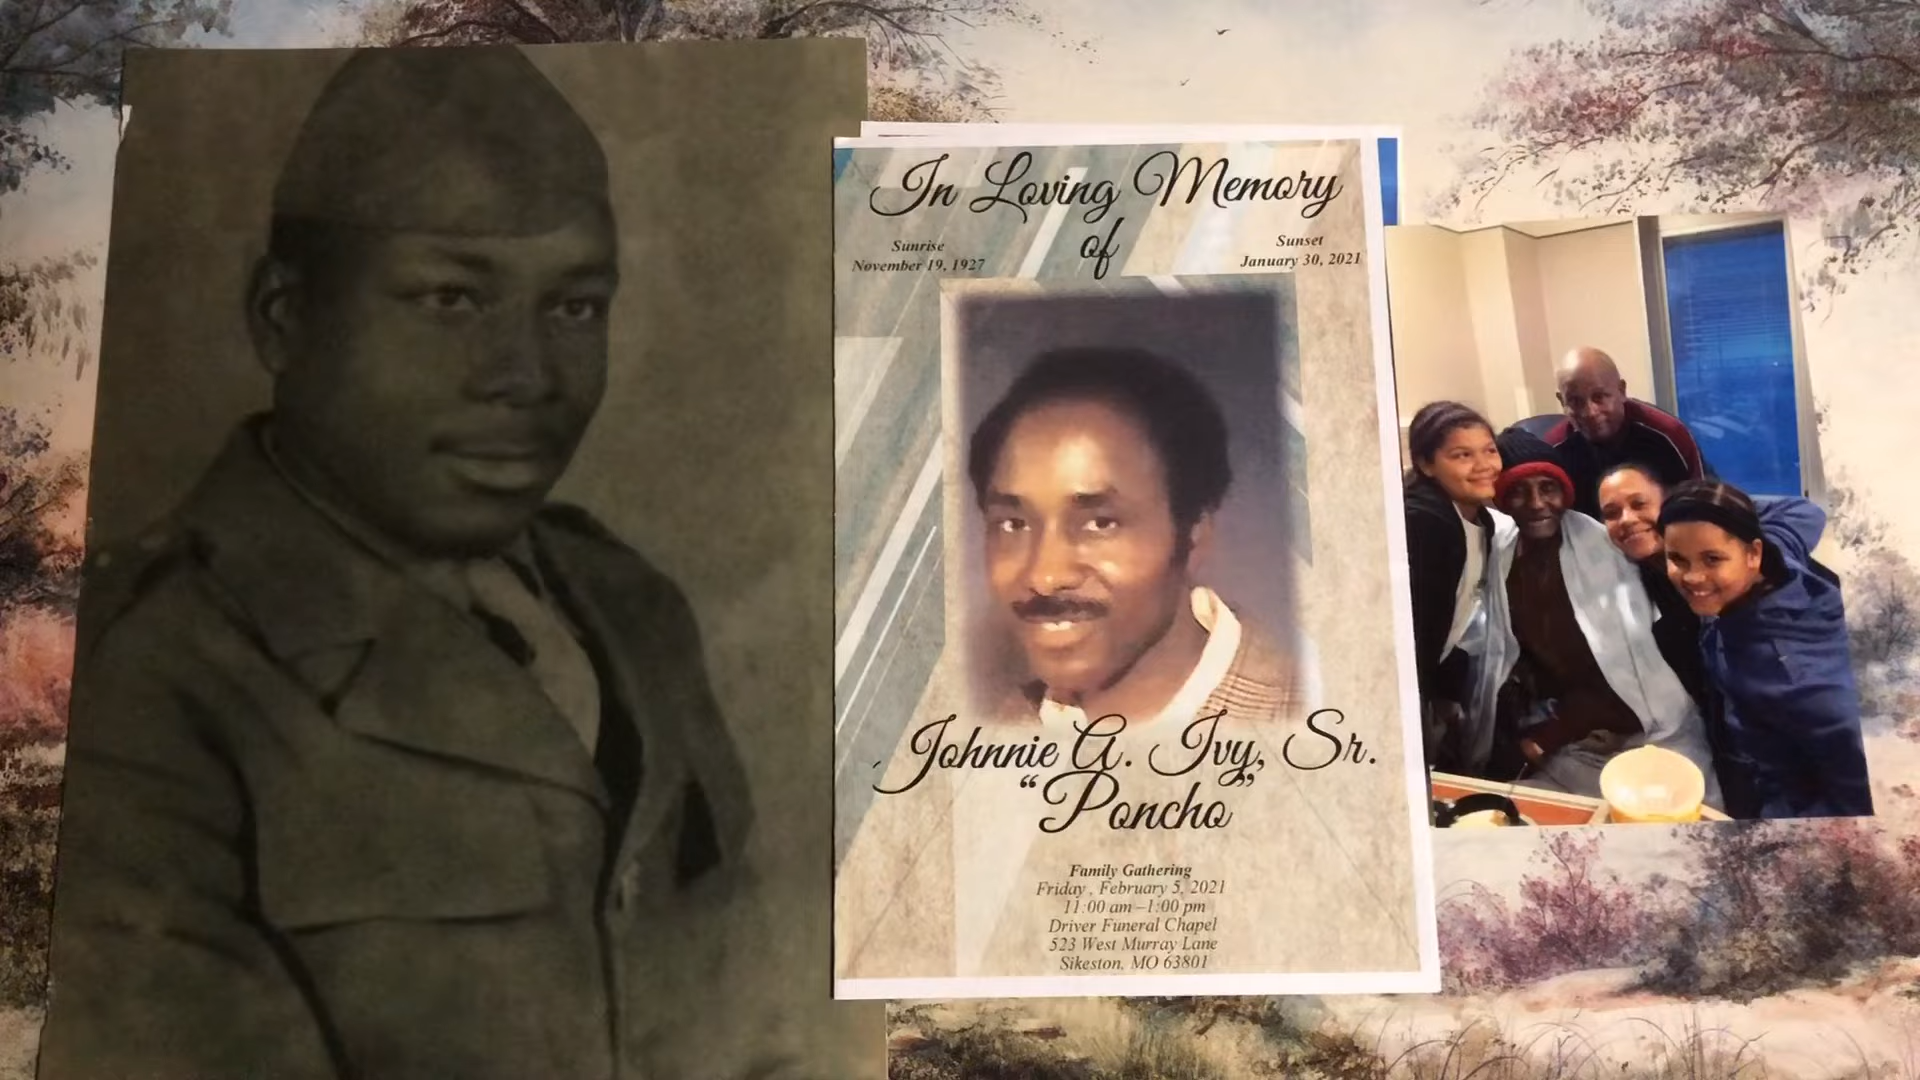 In Loving Memory
of
Sunrise
November 19, 1927
Sunset
January 30, 2021
Johnnie A. Ivy, Sr.
“Poncho”
Family Gathering
Friday , February 5, 2021
11:00 am –1:00 pm
Driver Funeral Chapel
523 West Murray Lane
Sikeston, MO 63801